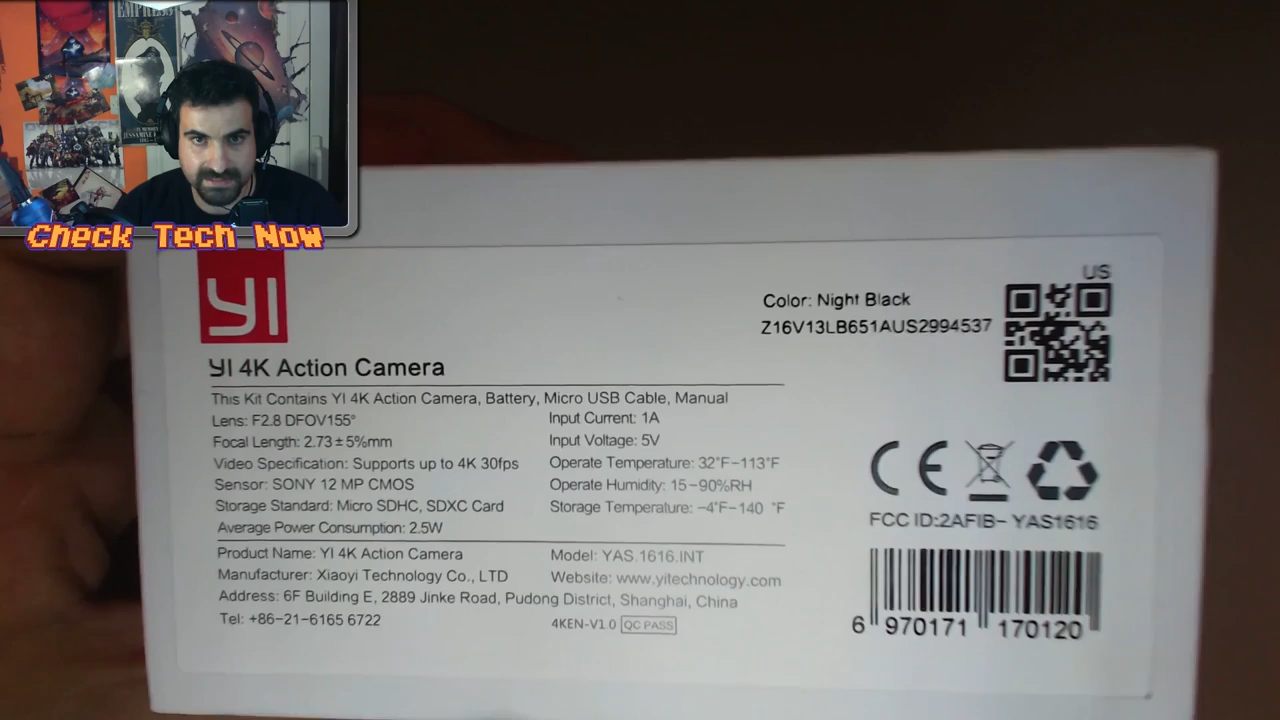 EMPRESS
Check Tech Now
YI
US
Color: Night Black
Z16V13LB651AUS2994537
YI 4K Action Camera
This Kit Contains YI 4K Action Camera, Battery, Micro USB Cable, Manual
Lens: F2.8 DFOV155°
Input Current: 1A
Focal Length: 2.73±5%mm
Input Voltage: 5V
Video Specification: Supports up to 4K 30fps
Operate Temperature: 32°F-113°F
Sensor: SONY 12 MP CMOS
Operate Humidity: 15-90%RH
Storage Standard: Micro SDHC, SDXC Card
Storage Temperature: -4°F-140 °F
Average Power Consumption: 2.5W
CE
FCC ID:2AFIB- YAS1616
Product Name: YI 4K Action Camera
Model: YAS.1616.INT
Manufacturer: Xiaoyi Technology Co., LTD
Website: www.yitechnology.com
Address: 6F Building E, 2889 Jinke Road, Pudong District, Shanghai, China
Tel: +86-21-6165 6722
4KEN-V1.0 QC PASS
6 970171 170120